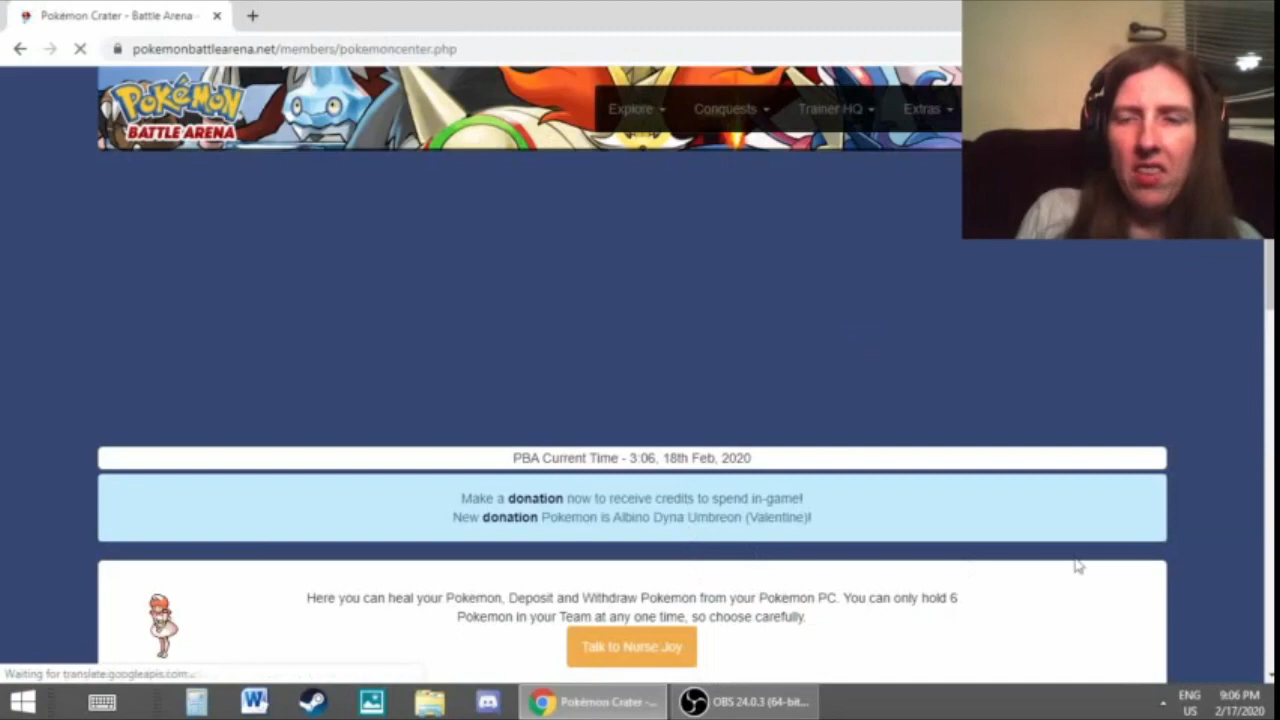 Pokémon Crater - Battle Arena -
pokemonbattlearena.net/members/pokemoncenter.php
POKéMON
BATTLE ARENA
Explore
Conquests
Trainer HQ
Extras
PBA Current Time - 3:06, 18th Feb, 2020
Make a donation now to receive credits to spend in-game!
New donation Pokemon is Albino Dyna Umbreon (Valentine)!
Here you can heal your Pokemon, Deposit and Withdraw Pokemon from your Pokemon PC. You can only hold 6
Pokemon in your Team at any one time, so choose carefully.
Talk to Nurse Joy
Waiting for translate.googleapis.com...
Pokémon Crater -...
OBS 24.0.3 (64-bit...
ENG
US
9:06 PM
2/17/2020